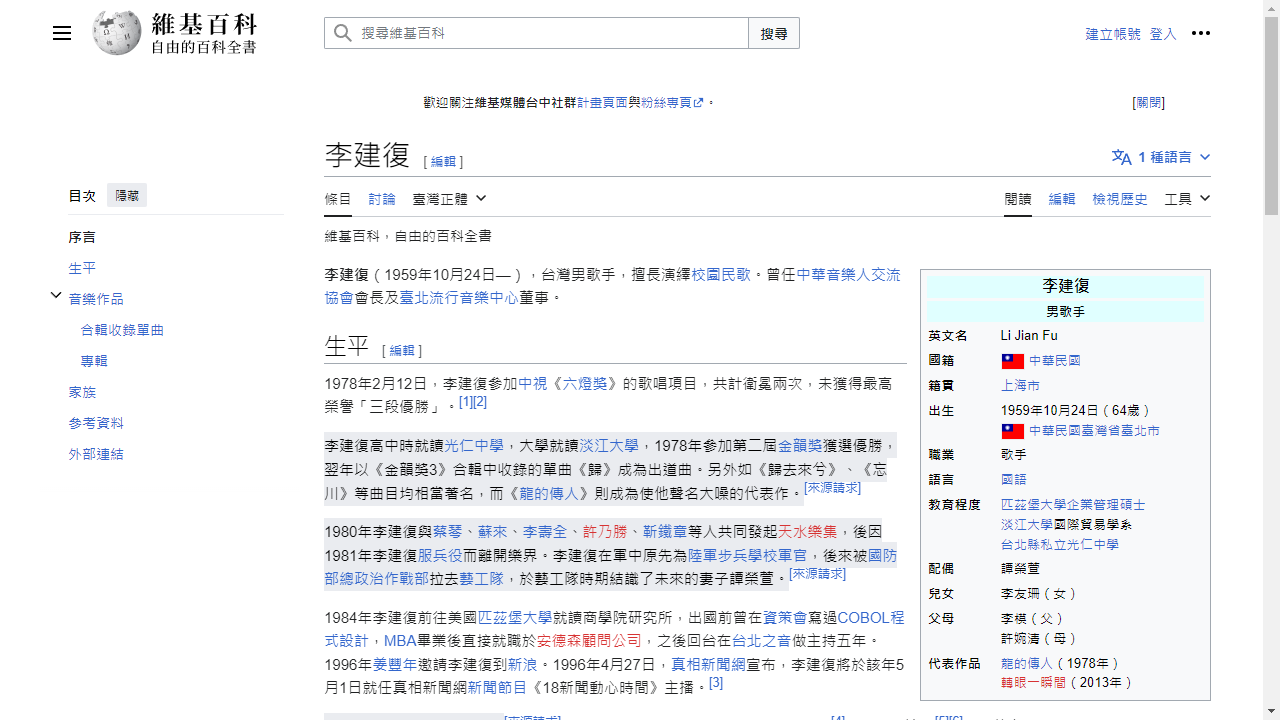 維基百科
自由的百科全書
搜尋維基百科
搜尋
建立帳號 登入
歡迎關注維基媒體台中社群計畫頁面與粉絲專頁。
[關閉]
李建復 [ 編輯 ]
1 種語言
目次 隱藏
序言
生平
音樂作品
合輯收錄單曲
專輯
家族
參考資料
外部連結
條目 討論 臺灣正體
閱讀 編輯 檢視歷史 工具
維基百科，自由的百科全書
李建復（1959年10月24日—），台灣男歌手，擅長演繹校園民歌。曾任中華音樂人交流
協會會長及臺北流行音樂中心董事。
生平 [ 編輯 ]
1978年2月12日，李建復參加中視《六燈獎》的歌唱項目，共計衛冕兩次，未獲得最高
榮譽「三段優勝」。[1][2]
李建復高中時就讀光仁中學，大學就讀淡江大學，1978年參加第二屆金韻獎獲選優勝，
翌年以《金韻獎3》合輯中收錄的單曲《歸》成為出道曲。另外如《歸去來兮》、《忘
川》等曲目均相當著名，而《龍的傳人》則成為使他聲名大噪的代表作。[來源請求]
1980年李建復與蔡琴、蘇來、李壽全、許乃勝、靳鐵章等人共同發起天水樂集，後因
1981年李建復服兵役而離開樂界。李建復在軍中原先為陸軍步兵學校軍官，後來被國防
部總政治作戰部拉去藝工隊，於藝工隊時期結識了未來的妻子譚榮萱。[來源請求]
1984年李建復前往美國匹茲堡大學就讀商學院研究所，出國前曾在資策會寫過COBOL程
式設計，MBA畢業後直接就職於安德森顧問公司，之後回台在台北之音做主持五年。
1996年姜豐年邀請李建復到新浪。1996年4月27日，真相新聞網宣布，李建復將於該年5
月1日就任真相新聞網新聞節目《18新聞動心時間》主播。[3]
[來源請求]
[4]
[5][6]
李建復
男歌手
英文名 Li Jian Fu
國籍 中華民國
籍貫 上海市
出生 1959年10月24日（64歲）
中華民國臺灣省臺北市
職業 歌手
語言 國語
教育程度 匹茲堡大學企業管理碩士
淡江大學國際貿易學系
台北縣私立光仁中學
配偶 譚榮萱
兒女 李友珊（女）
父母 李模（父）
許婉清（母）
代表作品 龍的傳人（1978年）
轉眼一瞬間（2013年）